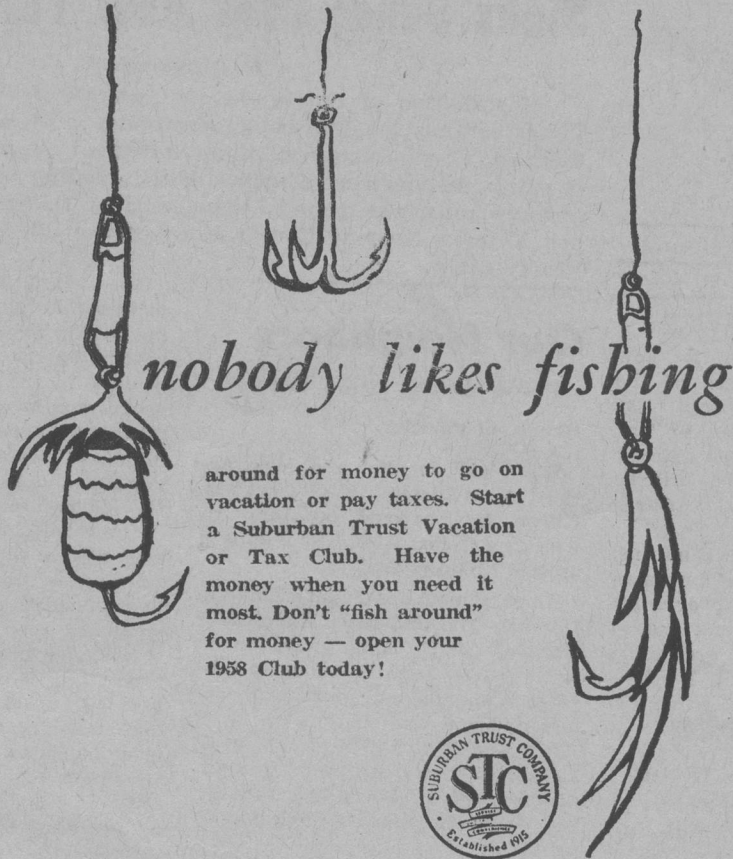 nobody likes fishing
around for money to go on
vacation or pay taxes. Start
a Suburban Trust Vacation
or Tax Club. Have the
money when you need it
most. Don't “fish around”
for money — open your
1958 Club today!
SUBURBAN TRUST COMPANY
STC
Established 1915